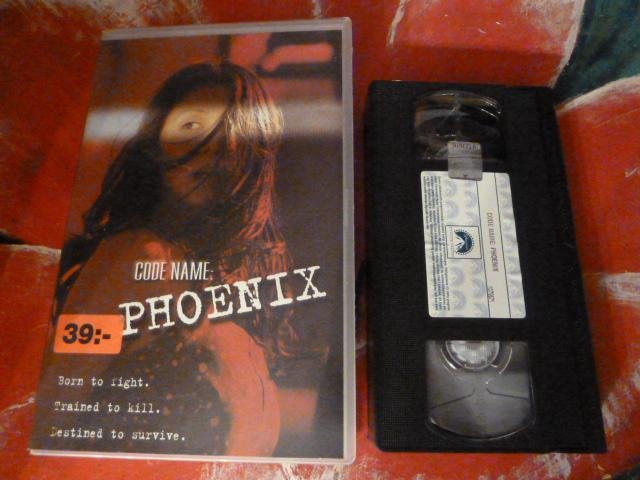 CODE NAME:
PHOENIX
39:-
Born to fight.
Trained to kill.
Destined to survive.
CODE NAME: PHOENIX